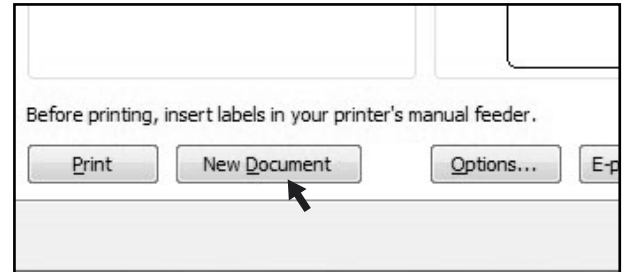 Before printing, insert labels in your printer's manual feeder.
Print New Document Options... E-p